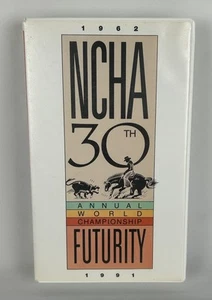 1962
NCHA
30TH
ANNUAL
WORLD
CHAMPIONSHIP
FUTURITY
1991